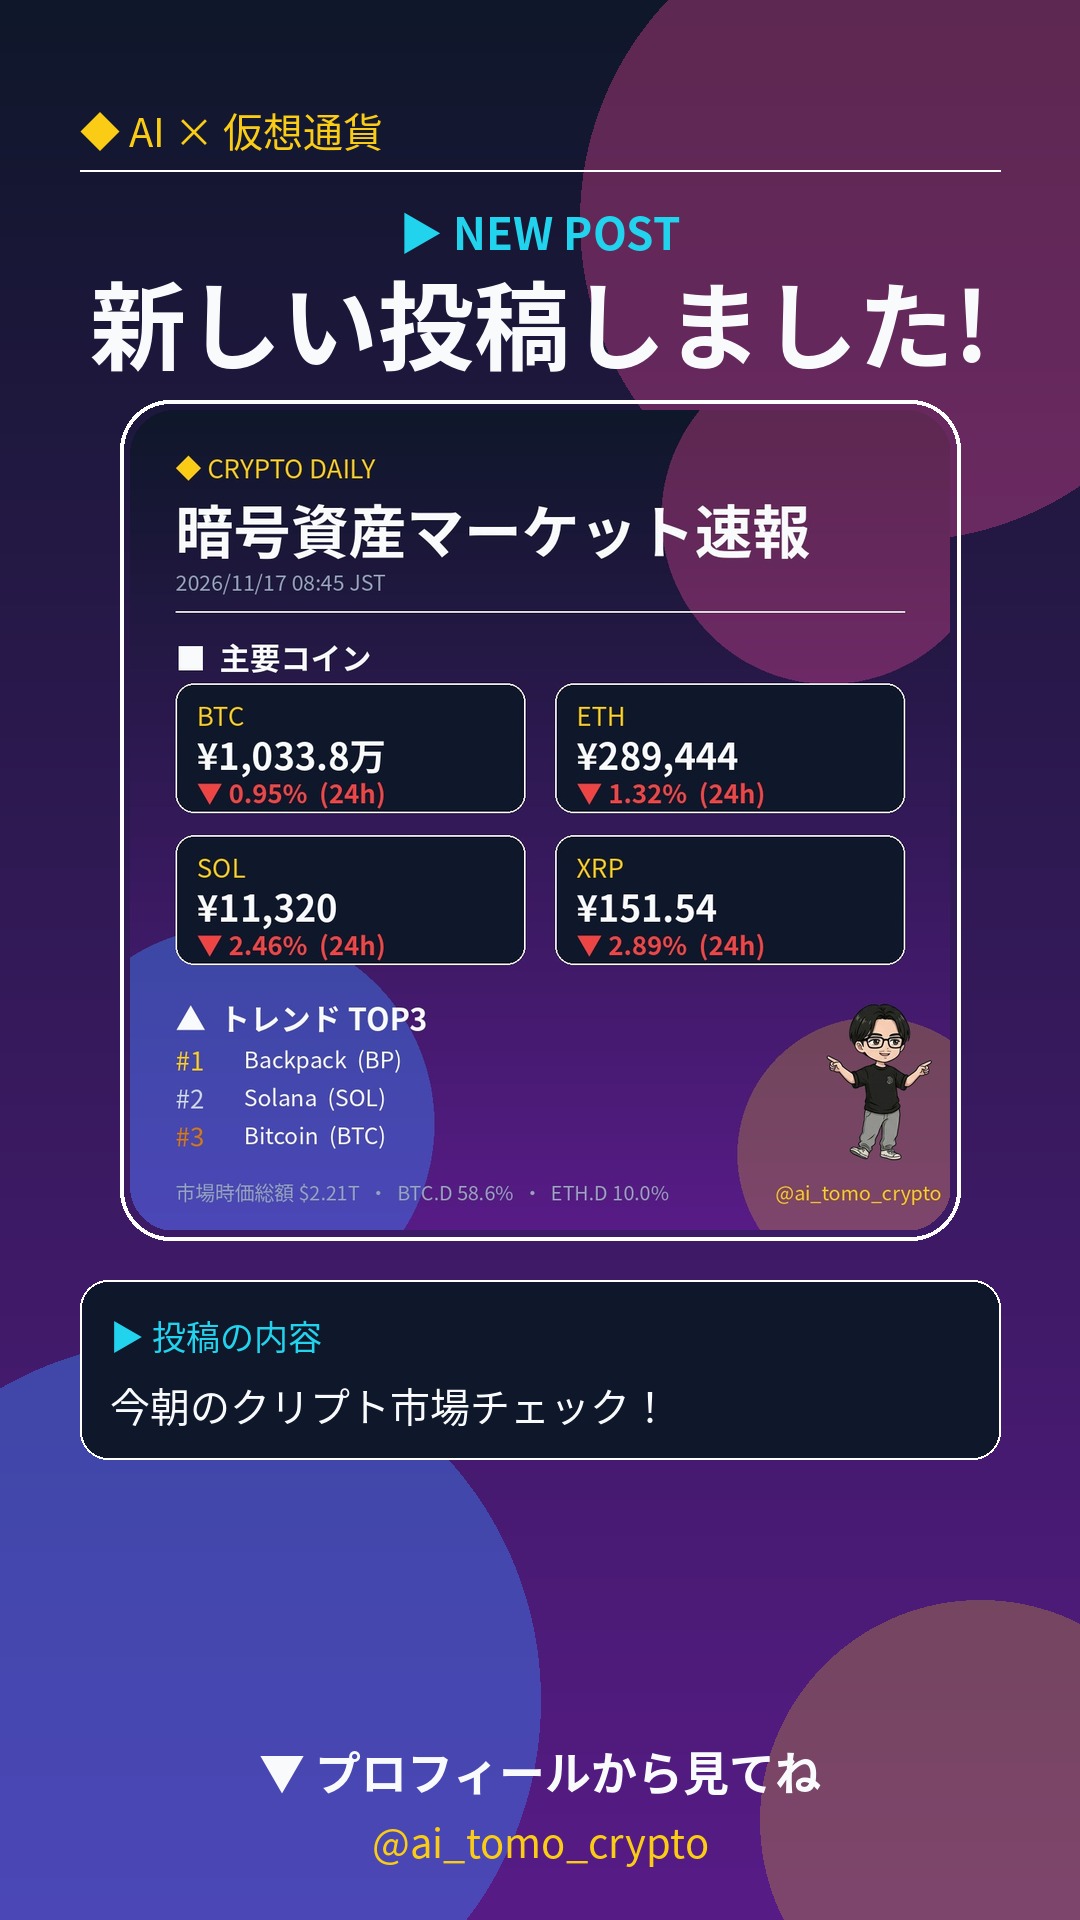 ◆ AI × 仮想通貨
▶ NEW POST
新しい投稿しました!
◆ CRYPTO DAILY
暗号資産マーケット速報
2026/11/17 08:45 JST
■ 主要コイン
BTC
¥1,033.8万
▼ 0.95% (24h)
ETH
¥289,444
▼ 1.32% (24h)
SOL
¥11,320
▼ 2.46% (24h)
XRP
¥151.54
▼ 2.89% (24h)
▲ トレンド TOP3
#1 Backpack (BP)
#2 Solana (SOL)
#3 Bitcoin (BTC)
市場時価総額 $2.21T ・ BTC.D 58.6% ・ ETH.D 10.0%
@ai_tomo_crypto
▶ 投稿の内容
今朝のクリプト市場チェック！
▼ プロフィールから見てね
@ai_tomo_crypto